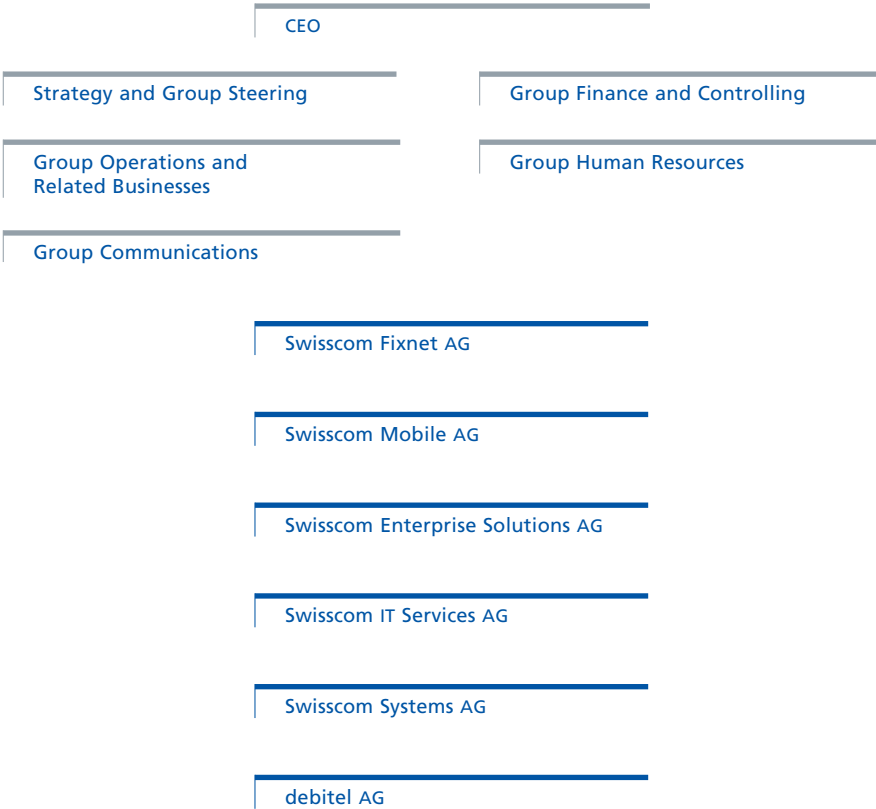 CEO
Strategy and Group Steering
Group Finance and Controlling
Group Operations and
Related Businesses
Group Human Resources
Group Communications
Swisscom Fixnet AG
Swisscom Mobile AG
Swisscom Enterprise Solutions AG
Swisscom IT Services AG
Swisscom Systems AG
debitel AG